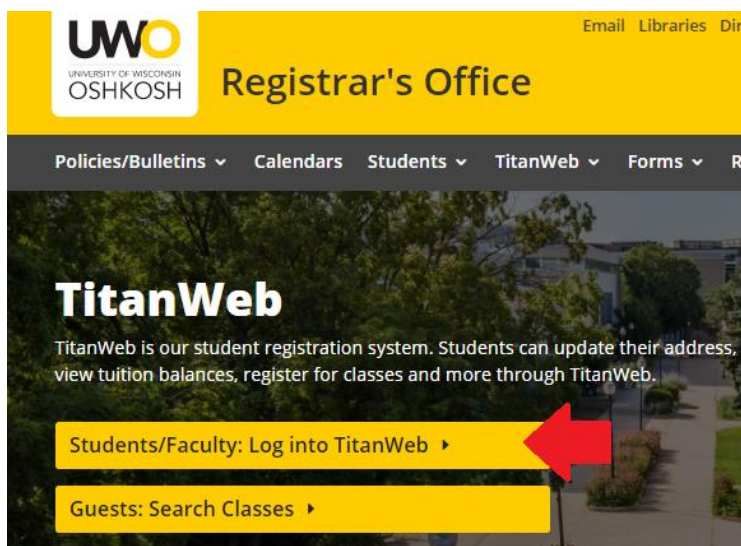 Email Libraries
UWO
UNIVERSITY OF WISCONSIN
OSHKOSH
Registrar's Office
Policies/Bulletins Calendars Students TitanWeb Forms
TitanWeb
TitanWeb is our student registration system. Students can update their address,
view tuition balances, register for classes and more through TitanWeb.
Students/Faculty: Log into TitanWeb
Guests: Search Classes